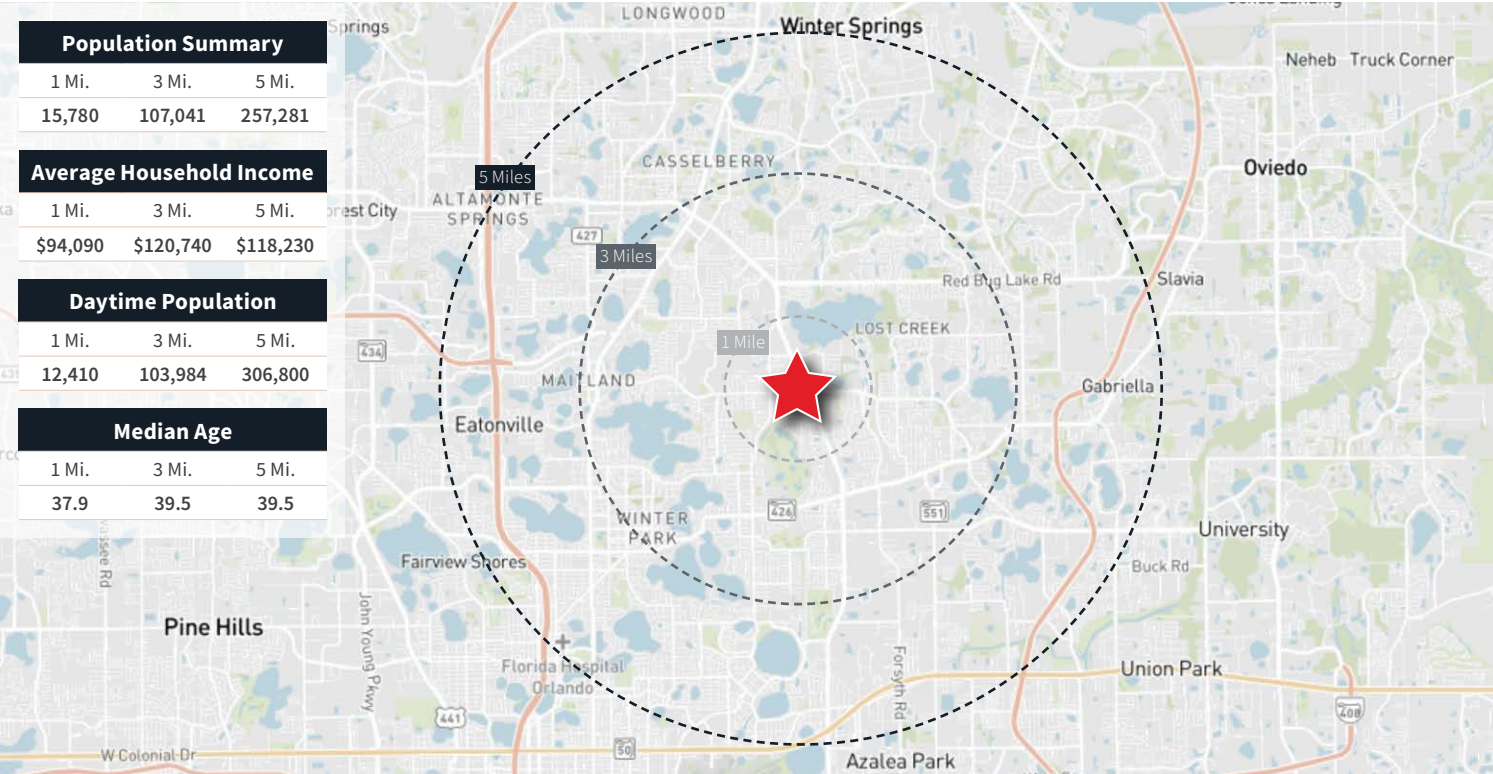 Population Summary
1 Mi. 3 Mi. 5 Mi.
15,780 107,041 257,281
Average Household Income
1 Mi. 3 Mi. 5 Mi.
$94,090 $120,740 $118,230
Daytime Population
1 Mi. 3 Mi. 5 Mi.
12,410 103,984 306,800
Median Age
1 Mi. 3 Mi. 5 Mi.
37.9 39.5 39.5
Springs
LONGWOOD
Winter Springs
Neheb Truck Corner
CASSELBERRY
Oviedo
5 Miles
ALTAMONTE
SPRINGS
rest City
427
3 Miles
Red Bug Lake Rd
Slavia
LOST CREEK
1 Mile
434
MAITLAND
Gabriella
Eatonville
WINTER
PARK
426
551
University
Fairview Shores
Buck Rd
Pine Hills
John Young Pkwy
Florida Hospital
Orlando
Forsyth Rd
Union Park
441
408
50
W Colonial Dr
Azalea Park